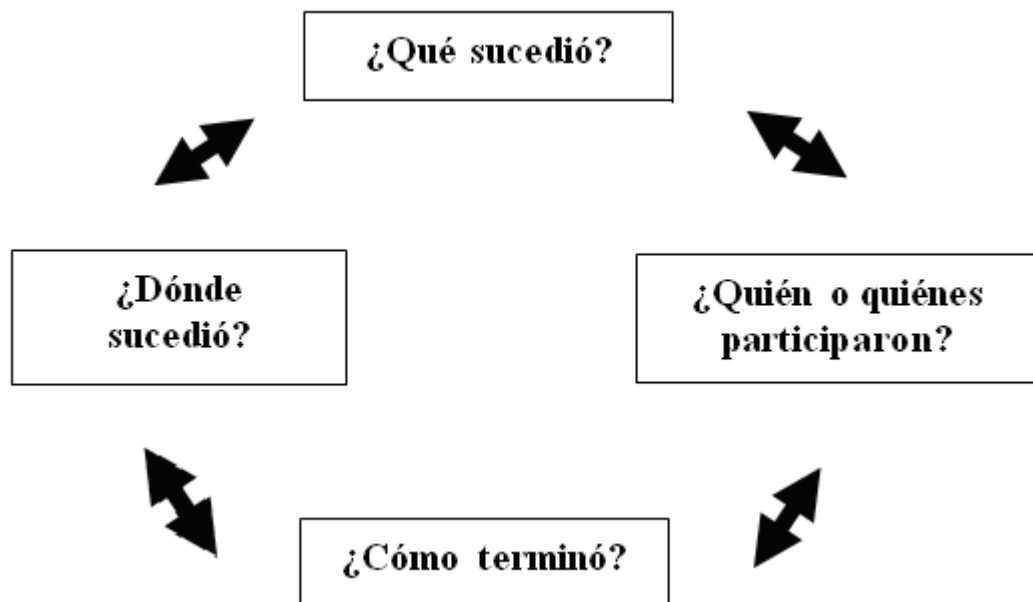 ¿Qué sucedió?
¿Dónde
sucedió?
¿Quién o quiénes
participaron?
¿Cómo terminó?